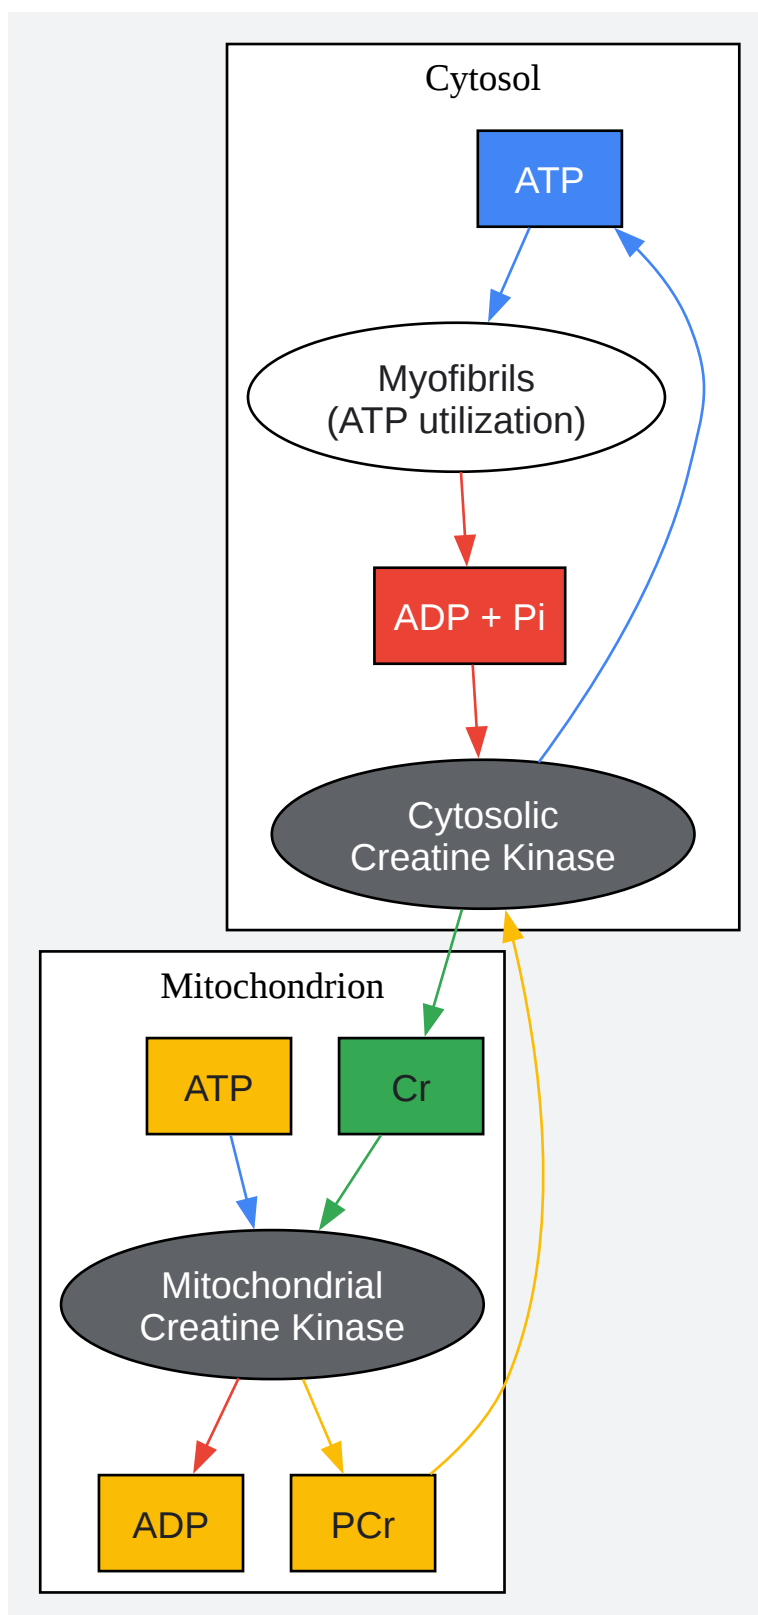 Cytosol
ATP
Myofibrils
(ATP utilization)
ADP + Pi
Cytosolic
Creatine Kinase
Mitochondrion
ATP
Cr
Mitochondrial
Creatine Kinase
ADP
PCr